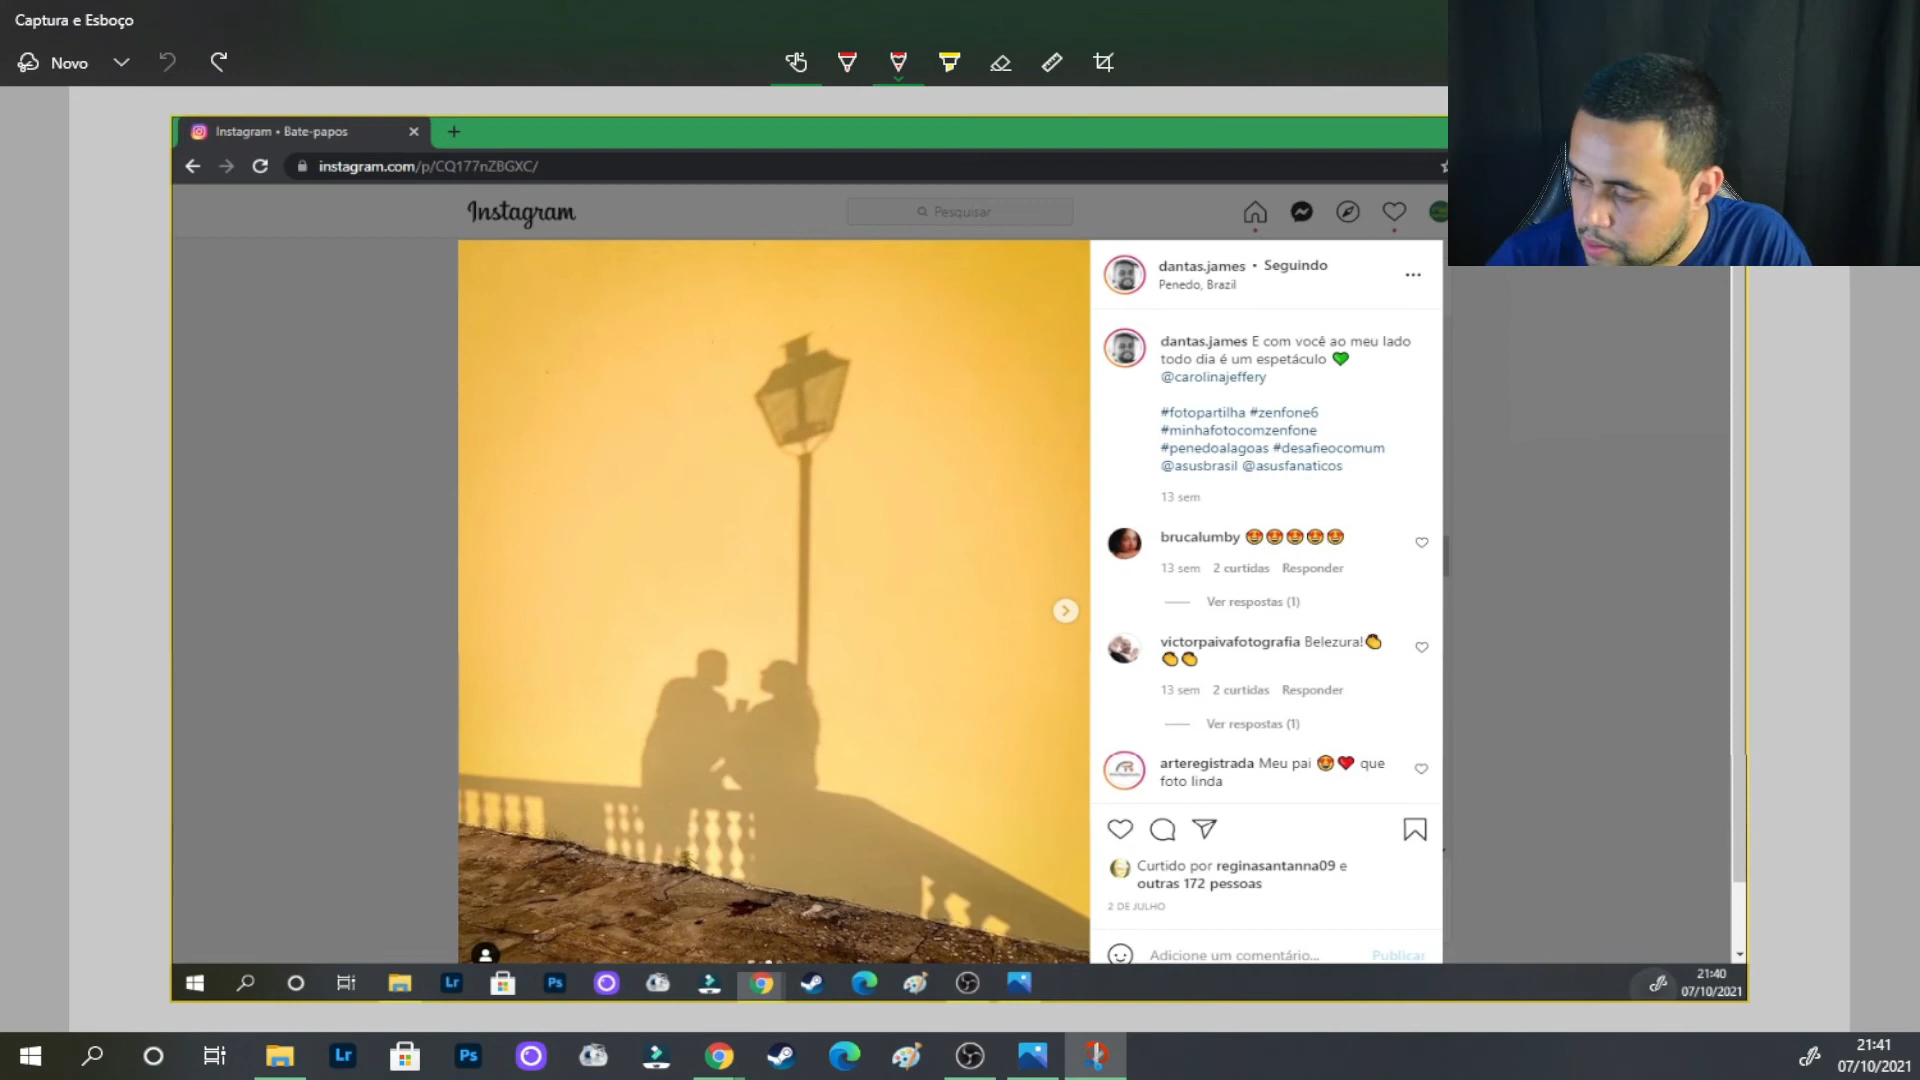 Captura e Esboço
Novo
Instagram • Bate-papos
instagram.com/p/CQ177nZBGXC/
Instagram
Pesquisar
dantas.james • Seguindo
Penedo, Brazil
dantas.james E com você ao meu lado
todo dia é um espetáculo 💚
@carolinajeffery
#fotopartilha #zenfone6
#minhafotocomzenfone
#penedoalagoas #desafieocomum
@asusbrasil @asusfanaticos
13 sem
brucalumby 🤩🤩🤩🤩🤩
13 sem 2 curtidas Responder
Ver respostas (1)
victorpaivafotografia Belezura!👏
👏👏
13 sem 2 curtidas Responder
Ver respostas (1)
arteregistrada Meu pai 🤩❤️ que
foto linda
Curtido por reginasantanna09 e
outras 172 pessoas
2 DE JULHO
Adicione um comentário... Publicar
Lr
Ps
21:40
07/10/2021
Lr
Ps
21:41
07/10/2021